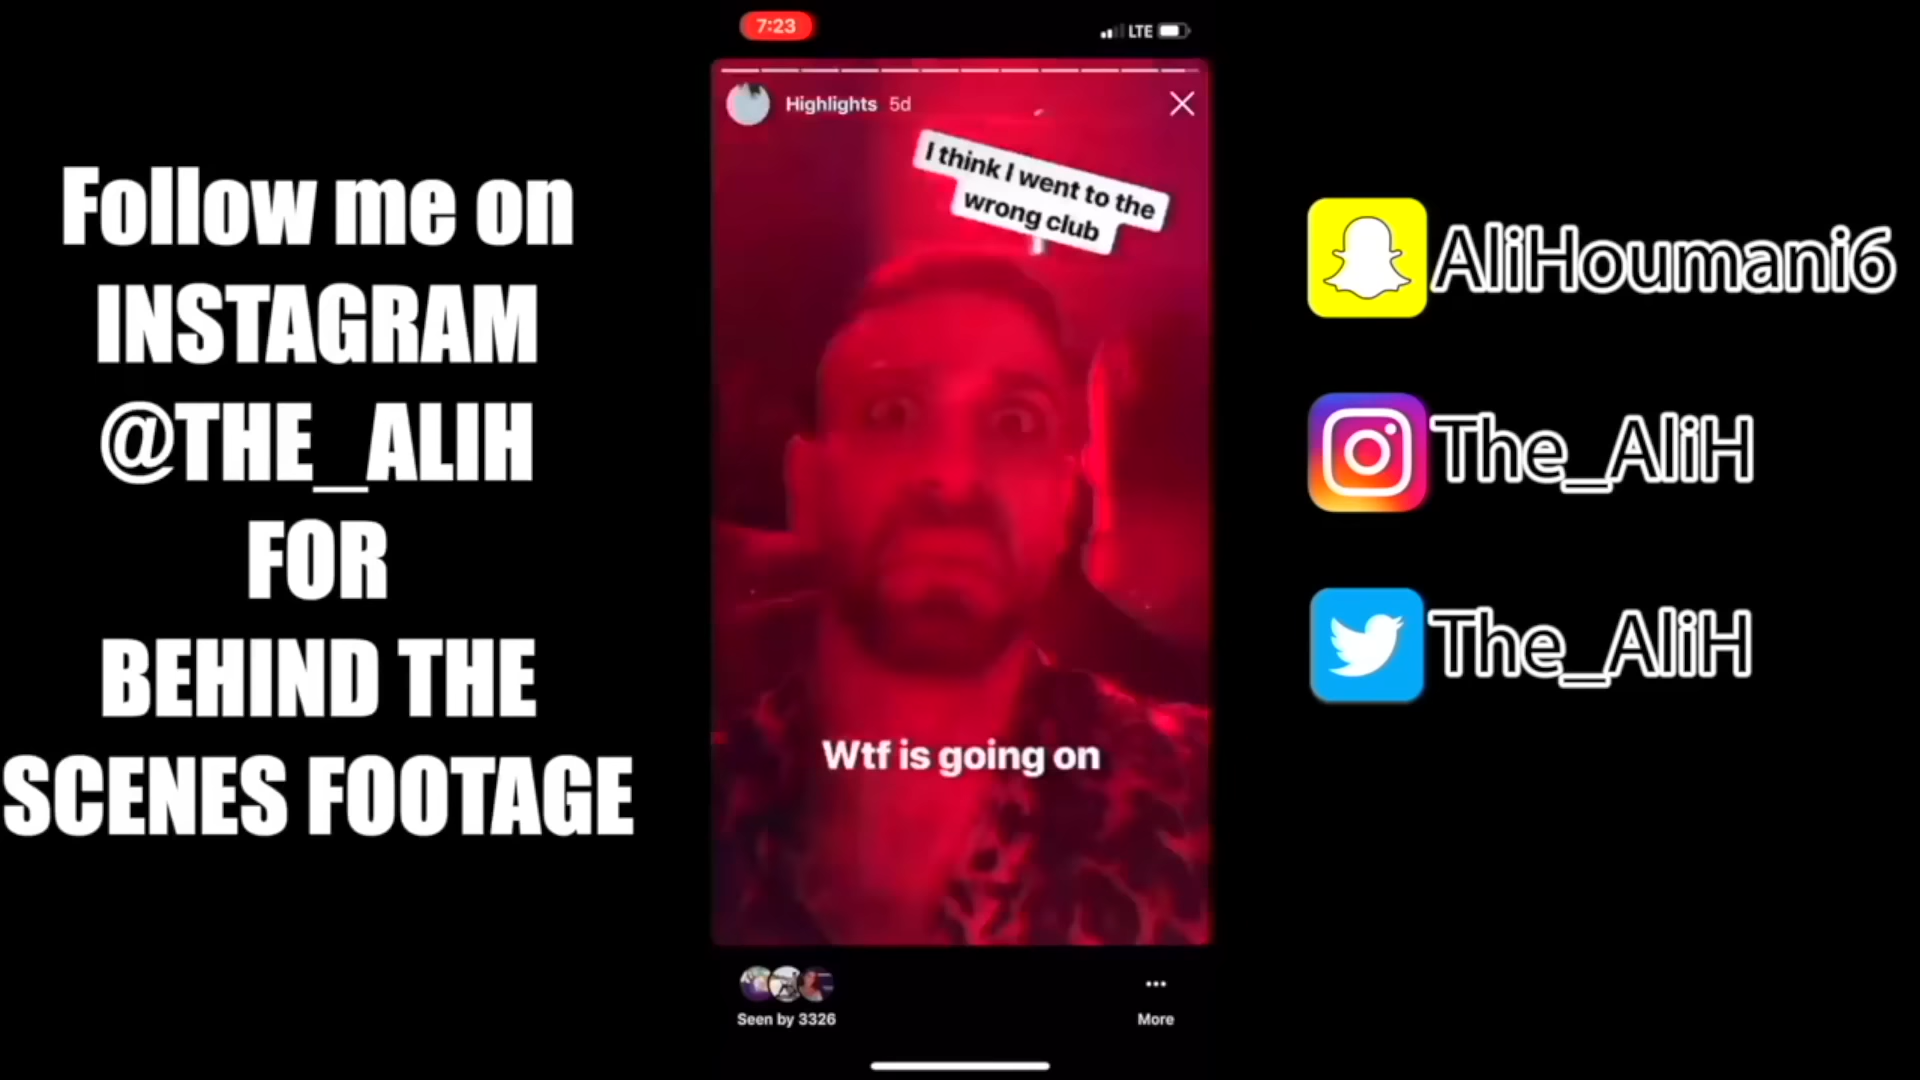 Follow me on
INSTAGRAM
@THE_ALIH
FOR
BEHIND THE
SCENES FOOTAGE
7:23
LTE
Highlights 5d
I think I went to the
wrong club
Wtf is going on
Seen by 3326
More
AliHoumani6
The_AliH
The_AliH